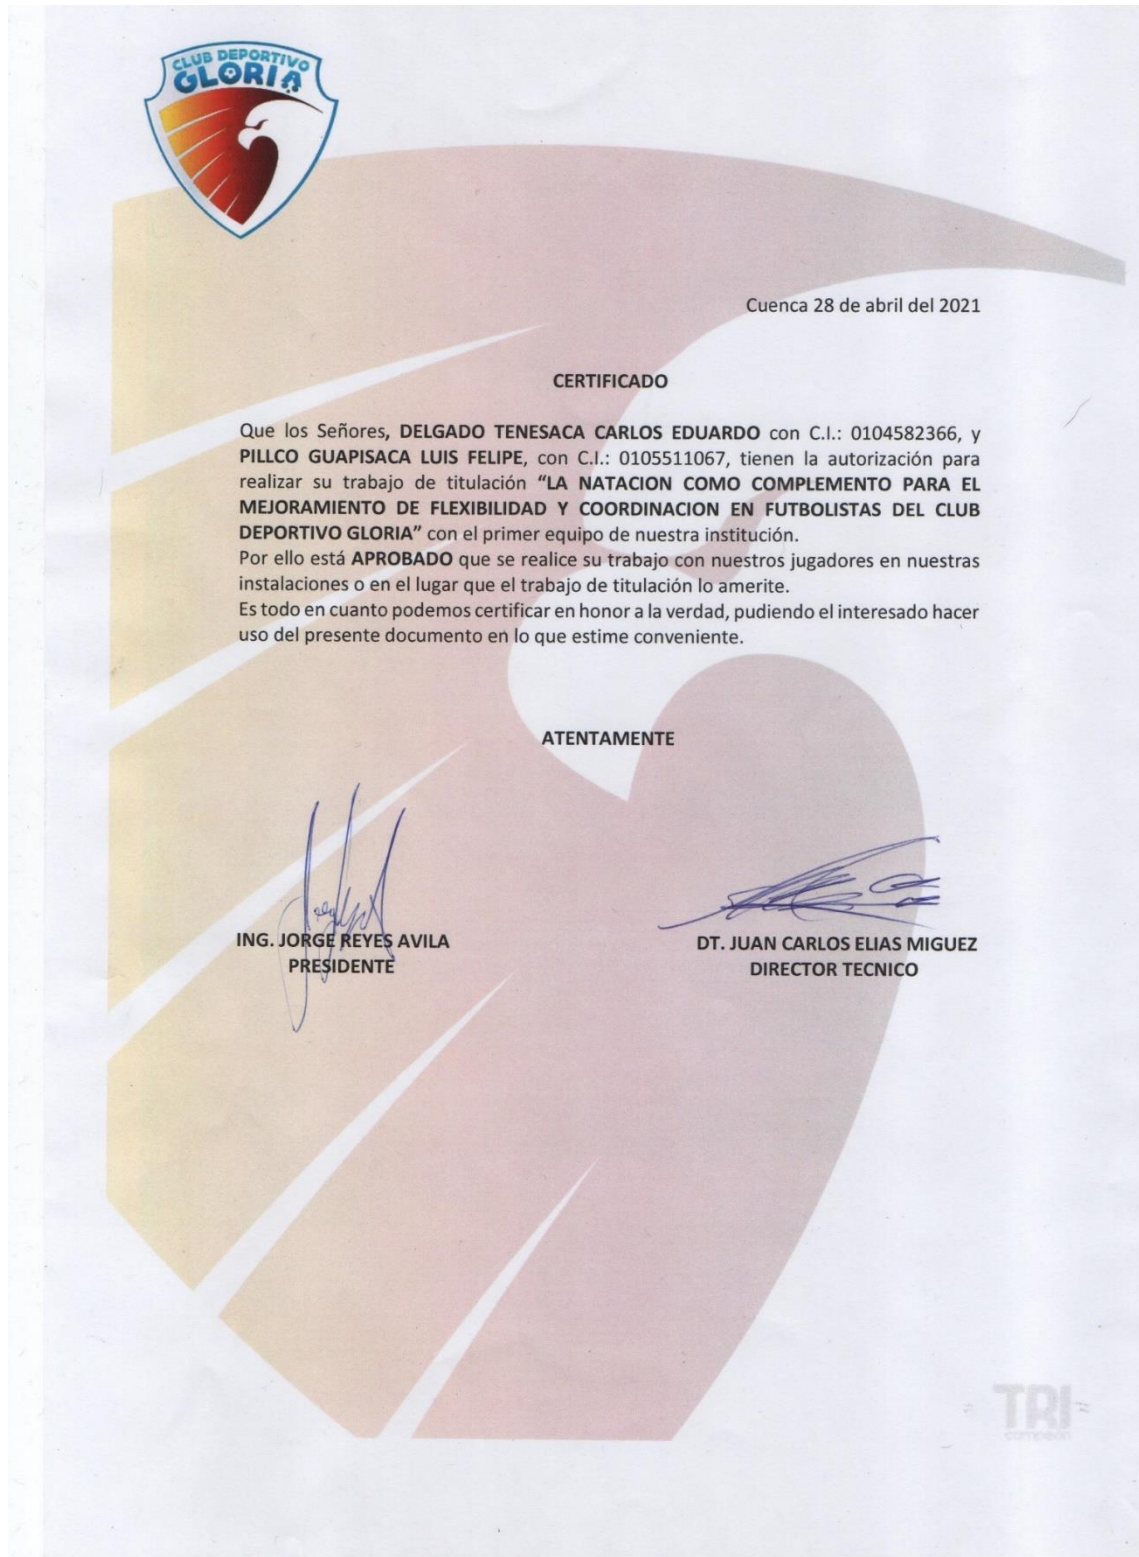 CLUB DEPORTIVO
GLORIA
Cuenca 28 de abril del 2021
CERTIFICADO
Que los Señores, DELGADO TENESACA CARLOS EDUARDO con C.I.: 0104582366, y
PILLCO GUAPISACA LUIS FELIPE, con C.I.: 0105511067, tienen la autorización para
realizar su trabajo de titulación “LA NATACION COMO COMPLEMENTO PARA EL
MEJORAMIENTO DE FLEXIBILIDAD Y COORDINACION EN FUTBOLISTAS DEL CLUB
DEPORTIVO GLORIA” con el primer equipo de nuestra institución.
Por ello está APROBADO que se realice su trabajo con nuestros jugadores en nuestras
instalaciones o en el lugar que el trabajo de titulación lo amerite.
Es todo en cuanto podemos certificar en honor a la verdad, pudiendo el interesado hacer
uso del presente documento en lo que estime conveniente.
ATENTAMENTE
ING. JORGE REYES AVILA
PRESIDENTE
DT. JUAN CARLOS ELIAS MIGUEZ
DIRECTOR TECNICO
TRI
campeón